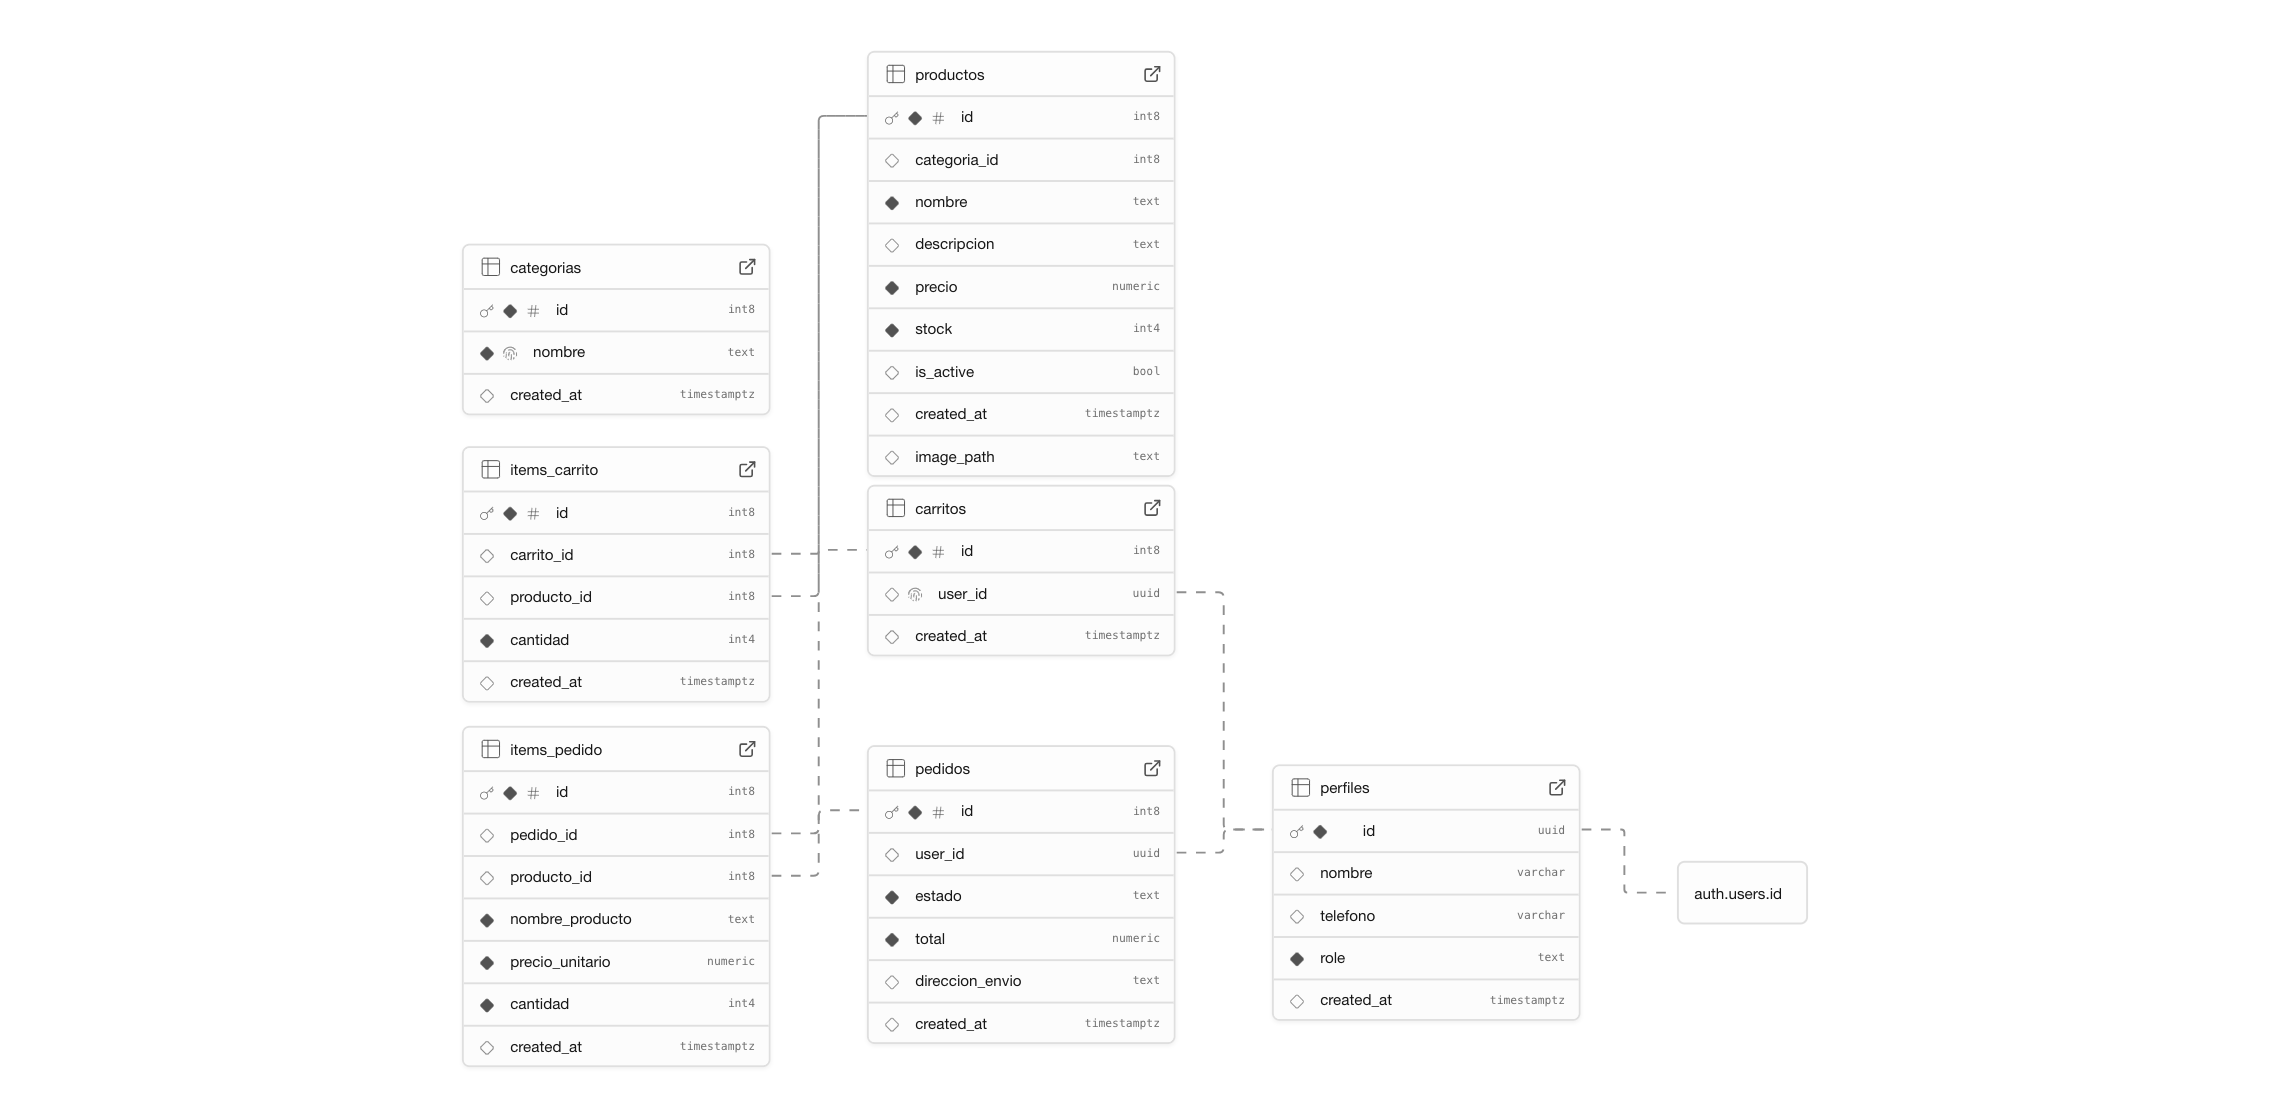 productos
# id int8
categoria_id int8
nombre text
descripcion text
precio numeric
stock int4
is_active bool
created_at timestamptz
image_path text
categorias
# id int8
nombre text
created_at timestamptz
items_carrito
# id int8
carrito_id int8
producto_id int8
cantidad int4
created_at timestamptz
carritos
# id int8
user_id uuid
created_at timestamptz
items_pedido
# id int8
pedido_id int8
producto_id int8
nombre_producto text
precio_unitario numeric
cantidad int4
created_at timestamptz
pedidos
# id int8
user_id uuid
estado text
total numeric
direccion_envio text
created_at timestamptz
perfiles
id uuid
nombre varchar
telefono varchar
role text
created_at timestamptz
auth.users.id